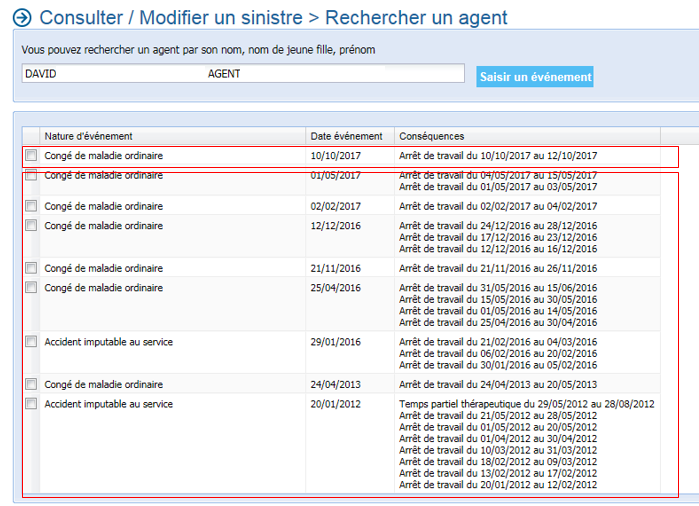 Consulter / Modifier un sinistre > Rechercher un agent
Vous pouvez rechercher un agent par son nom, nom de jeune fille, prénom
DAVID AGENT Saisir un événement
Nature d'événement Date événement Conséquences
Congé de maladie ordinaire 10/10/2017 Arrêt de travail du 10/10/2017 au 12/10/2017
Congé de maladie ordinaire 01/05/2017 Arrêt de travail du 04/05/2017 au 15/05/2017
Arrêt de travail du 01/05/2017 au 03/05/2017
Congé de maladie ordinaire 02/02/2017 Arrêt de travail du 02/02/2017 au 04/02/2017
Congé de maladie ordinaire 12/12/2016 Arrêt de travail du 24/12/2016 au 28/12/2016
Arrêt de travail du 17/12/2016 au 23/12/2016
Arrêt de travail du 12/12/2016 au 16/12/2016
Congé de maladie ordinaire 21/11/2016 Arrêt de travail du 21/11/2016 au 26/11/2016
Congé de maladie ordinaire 25/04/2016 Arrêt de travail du 31/05/2016 au 15/06/2016
Arrêt de travail du 15/05/2016 au 30/05/2016
Arrêt de travail du 01/05/2016 au 14/05/2016
Arrêt de travail du 25/04/2016 au 30/04/2016
Accident imputable au service 29/01/2016 Arrêt de travail du 21/02/2016 au 04/03/2016
Arrêt de travail du 06/02/2016 au 20/02/2016
Arrêt de travail du 30/01/2016 au 05/02/2016
Congé de maladie ordinaire 24/04/2013 Arrêt de travail du 24/04/2013 au 20/05/2013
Accident imputable au service 20/01/2012 Temps partiel thérapeutique du 29/05/2012 au 28/08/2012
Arrêt de travail du 21/05/2012 au 28/05/2012
Arrêt de travail du 01/05/2012 au 20/05/2012
Arrêt de travail du 01/04/2012 au 30/04/2012
Arrêt de travail du 10/03/2012 au 31/03/2012
Arrêt de travail du 18/02/2012 au 09/03/2012
Arrêt de travail du 13/02/2012 au 17/02/2012
Arrêt de travail du 20/01/2012 au 12/02/2012